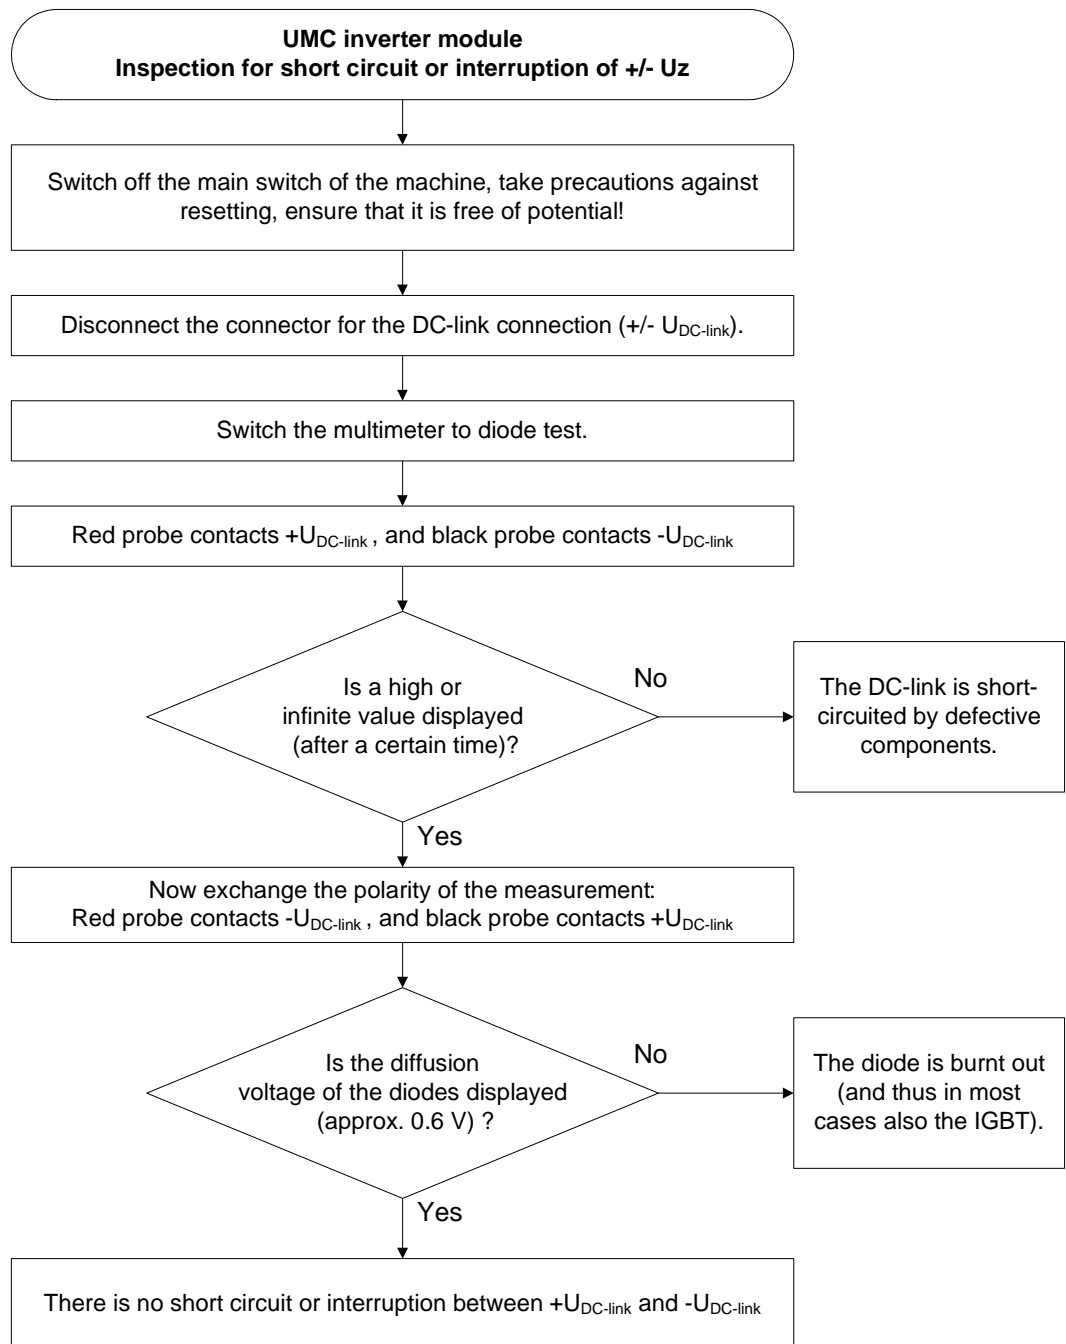 UMC inverter module
Inspection for short circuit or interruption of +/- Uz
Switch off the main switch of the machine, take precautions against
resetting, ensure that it is free of potential!
Disconnect the connector for the DC-link connection (+/- UDC-link).
Switch the multimeter to diode test.
Red probe contacts +UDC-link , and black probe contacts -UDC-link
Is a high or
infinite value displayed
(after a certain time)?
No
The DC-link is short-
circuited by defective
components.
Yes
Now exchange the polarity of the measurement:
Red probe contacts -UDC-link , and black probe contacts +UDC-link
Is the diffusion
voltage of the diodes displayed
(approx. 0.6 V) ?
No
The diode is burnt out
(and thus in most
cases also the IGBT).
Yes
There is no short circuit or interruption between +UDC-link and -UDC-link